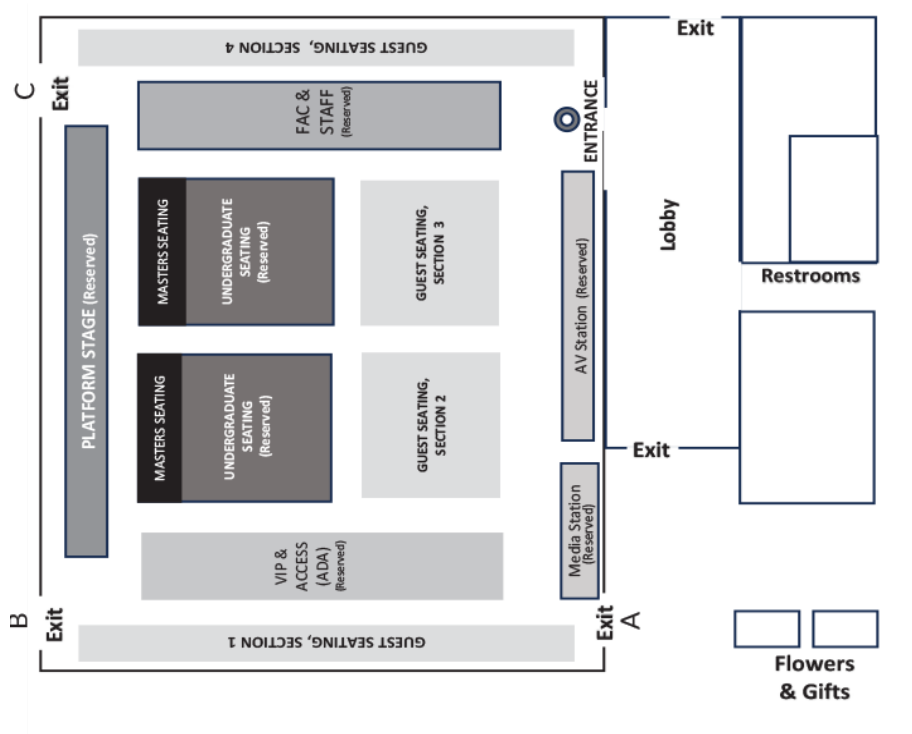 GUEST SEATING, SECTION 4
Exit
C
Exit
FAC &
STAFF
(Reserved)
ENTRANCE
PLATFORM STAGE (Reserved)
MASTERS SEATING
UNDERGRADUATE
SEATING
(Reserved)
GUEST SEATING,
SECTION 3
AV Station (Reserved)
Lobby
Restrooms
MASTERS SEATING
UNDERGRADUATE
SEATING
(Reserved)
GUEST SEATING,
SECTION 2
Exit
Media Station
(Reserved)
VIP &
ACCESS
(ADA)
(Reserved)
B
Exit
GUEST SEATING, SECTION 1
Exit
A
Flowers
& Gifts